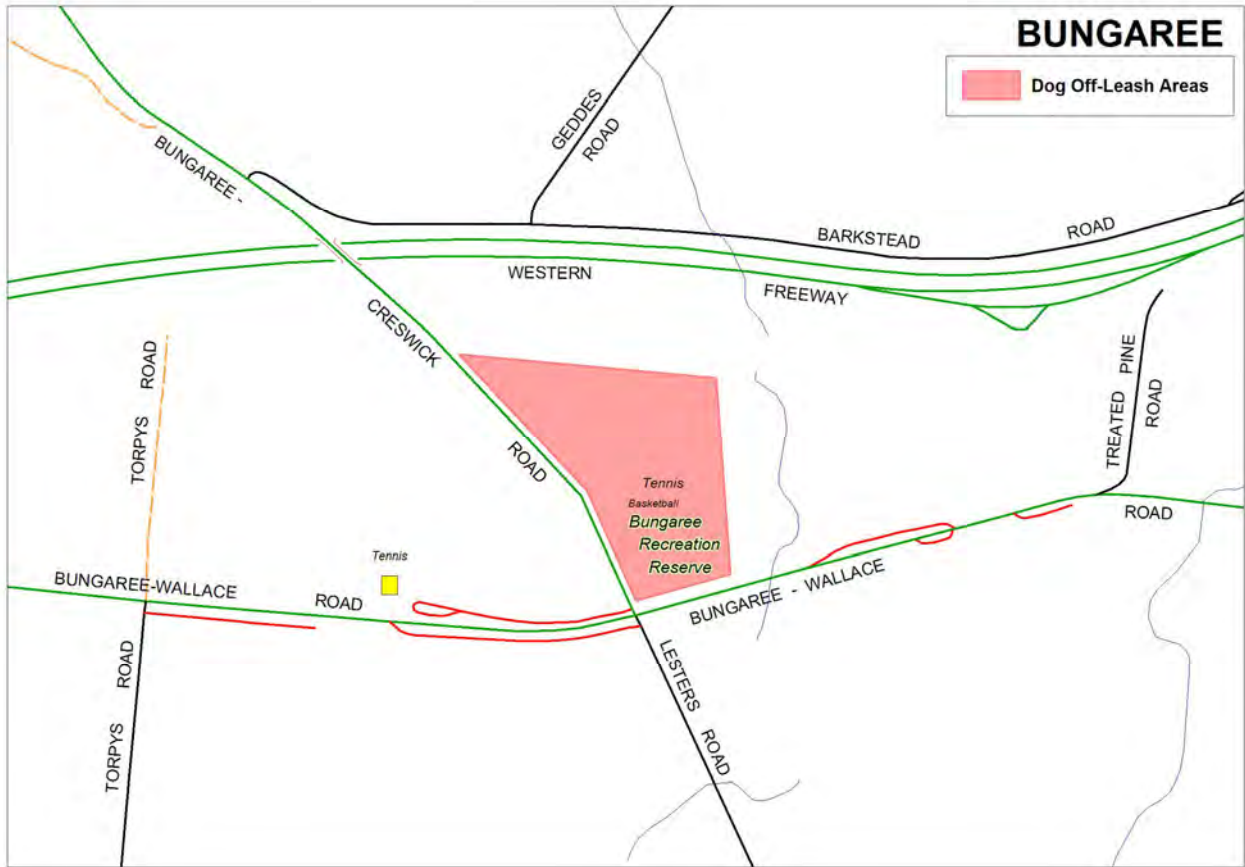 BUNGAREE
Dog Off-Leash Areas
GEDDES
ROAD
BUNGAREE -
BARKSTEAD
ROAD
WESTERN
FREEWAY
CRESWICK
ROAD
TORPYS ROAD
TREATED PINE
ROAD
Tennis
Basketball
Bungaree
Recreation
Reserve
Tennis
ROAD
BUNGAREE-WALLACE
ROAD
BUNGAREE - WALLACE
TORPYS ROAD
LESTERS ROAD